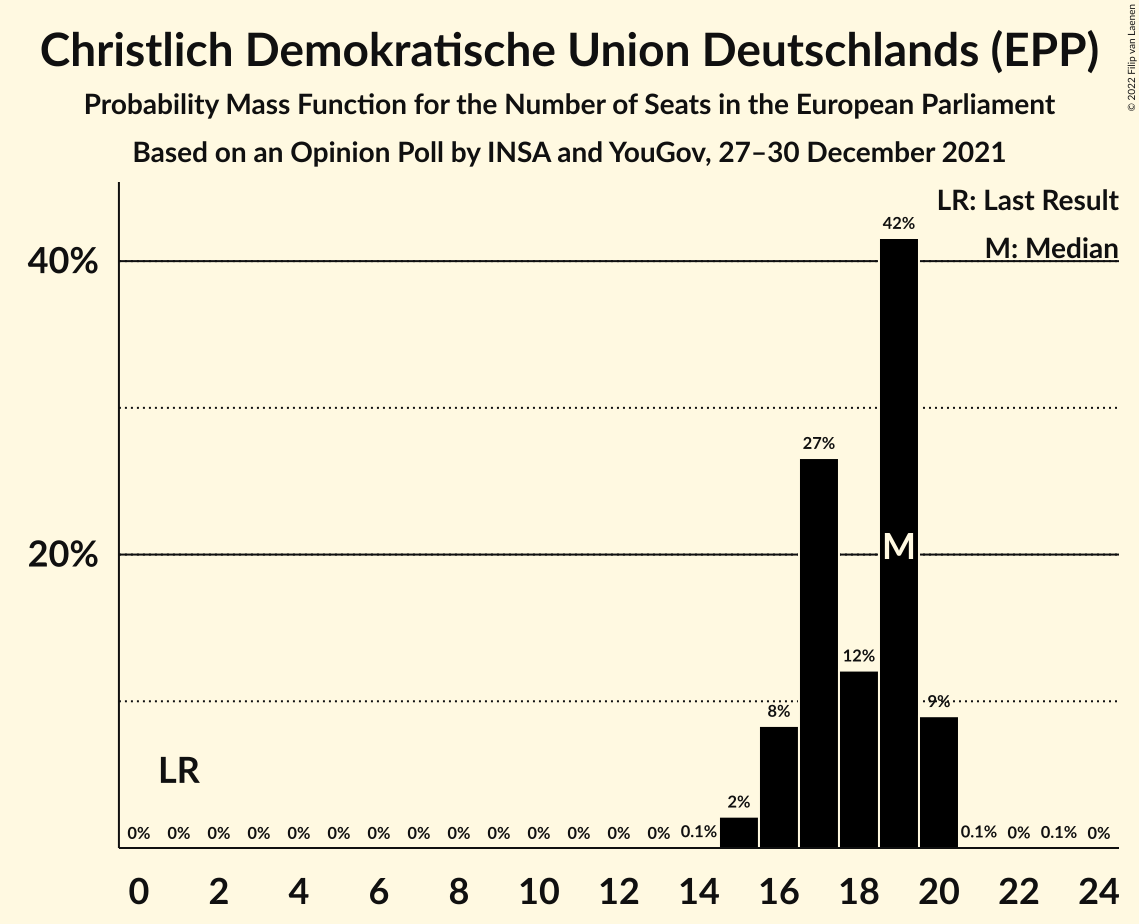 Christlich Demokratische Union Deutschlands (EPP)
Probability Mass Function for the Number of Seats in the European Parliament
Based on an Opinion Poll by INSA and YouGov, 27–30 December 2021
© 2022 Filip van Laenen
LR: Last Result
M: Median
40%
20%
42%
27%
12%
9%
8%
2%
M
LR
0% 0% 0% 0% 0% 0% 0% 0% 0% 0% 0% 0% 0% 0% 0.1% 0.1% 0% 0.1% 0%
0 2 4 6 8 10 12 14 16 18 20 22 24